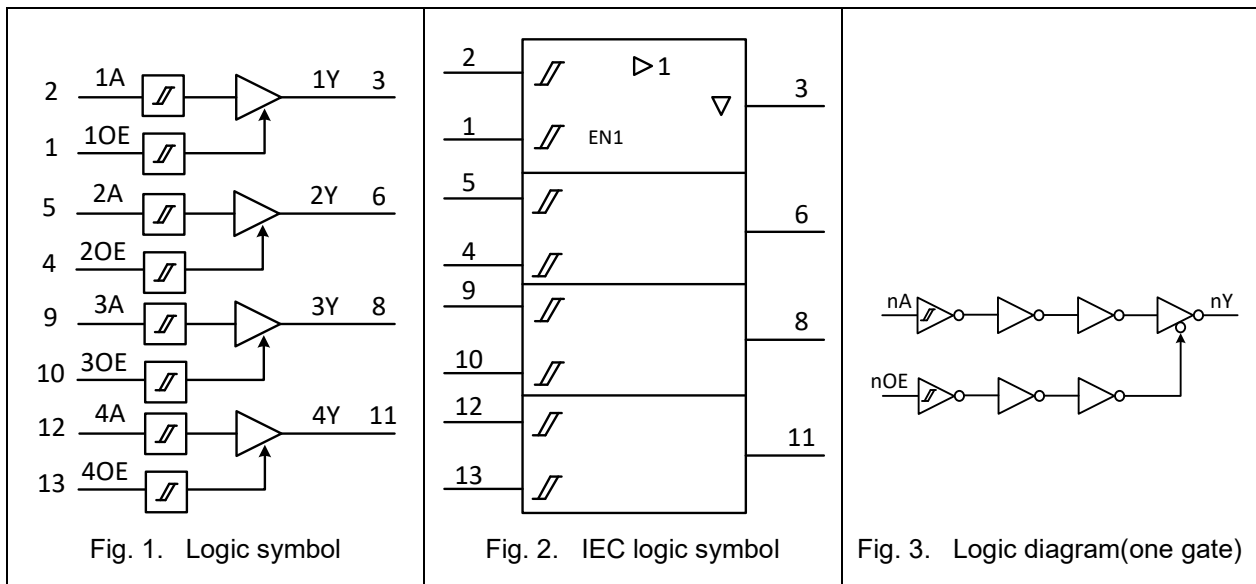 2 1A 1Y 3
1 1OE
5 2A 2Y 6
4 2OE
9 3A 3Y 8
10 3OE
12 4A 4Y 11
13 4OE
Fig. 1. Logic symbol
2 1 3
1 EN1
5 6
4
9 8
10
12 11
13
Fig. 2. IEC logic symbol
nA nY
nOE
Fig. 3. Logic diagram(one gate)